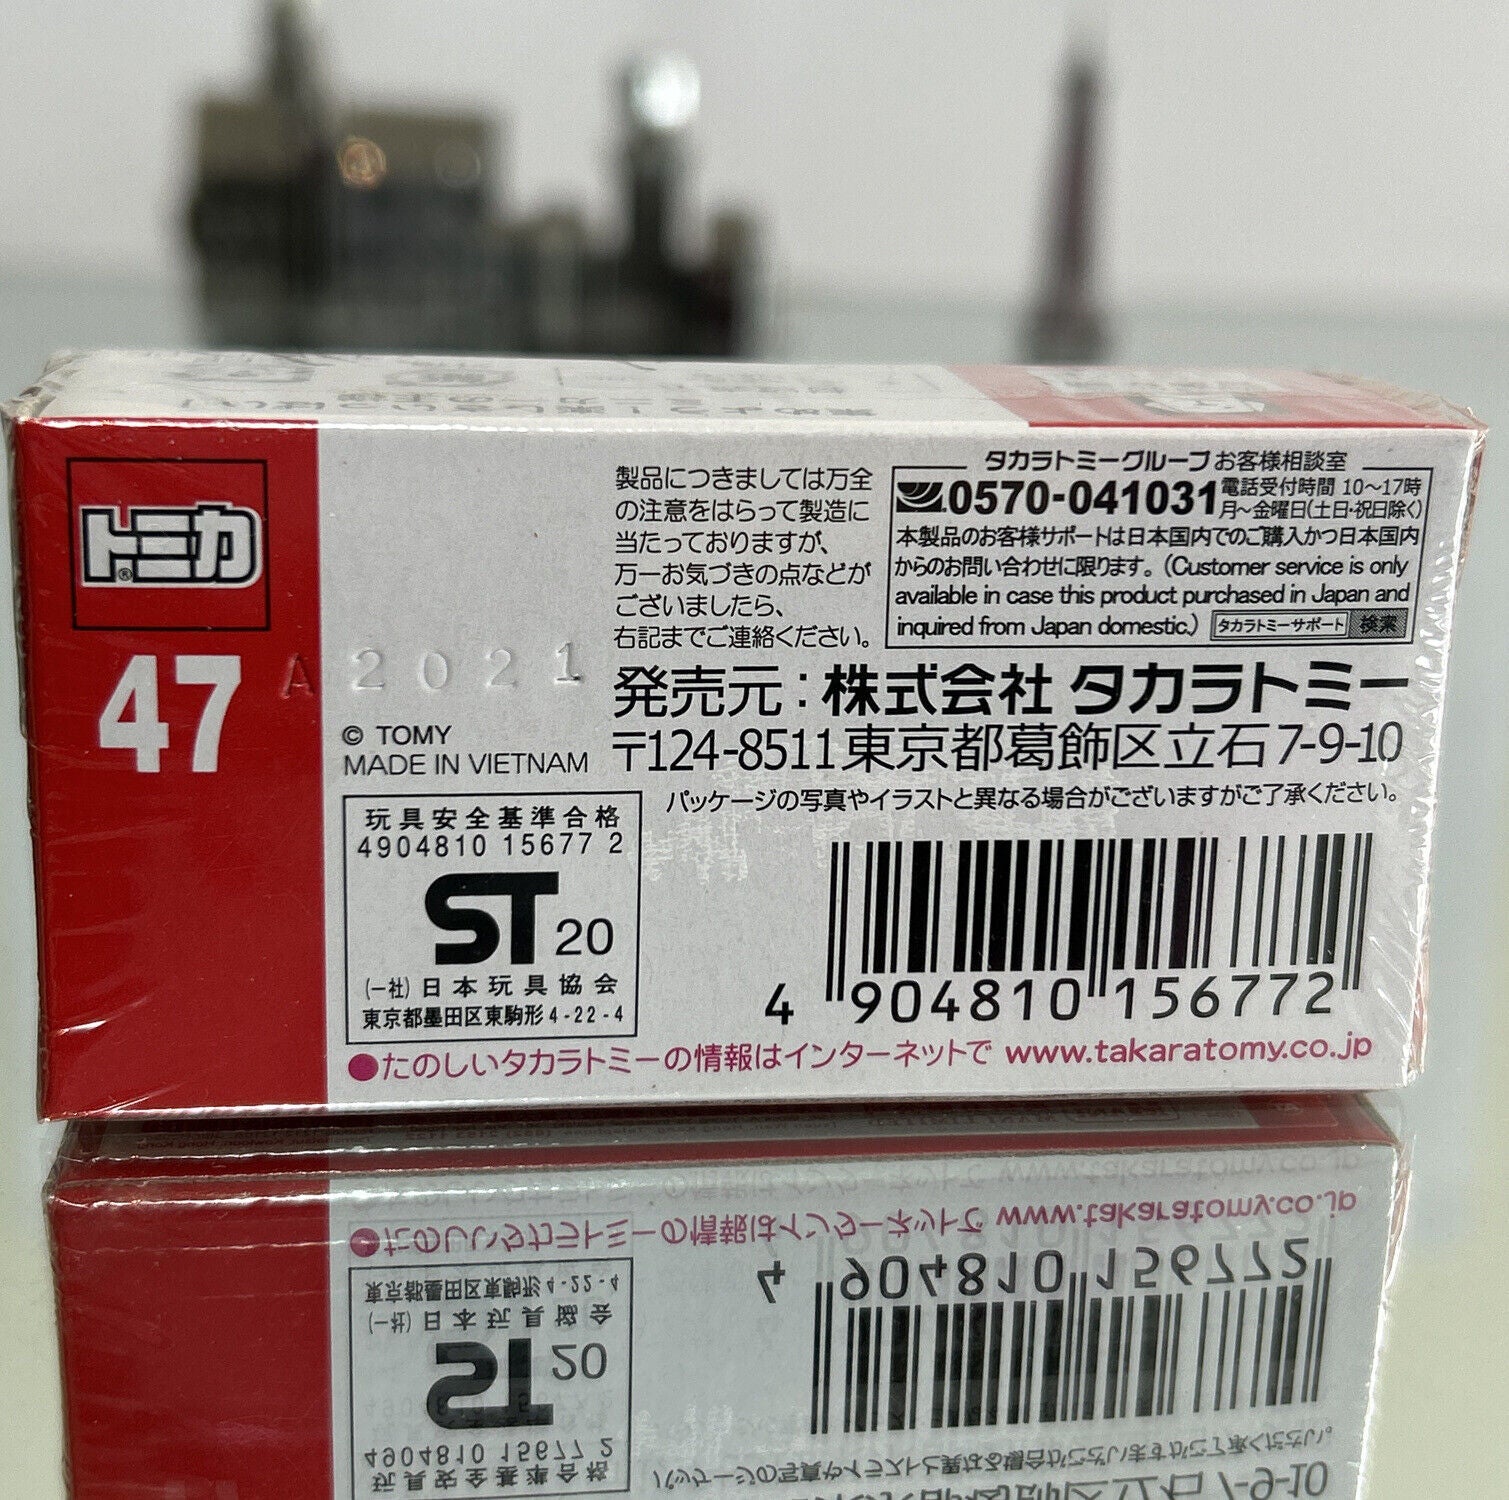 トミカ®
47
A 2021
© TOMY
MADE IN VIETNAM
玩具安全基準合格
4904810 15677 2
ST 20
(一社) 日本玩具協会
東京都墨田区東駒形 4-22-4
製品につきましては万全
の注意をはらって製造に
当たっておりますが、
万一お気づきの点などが
ございましたら、
右記までご連絡ください。
タカラトミーグループお客様相談室
0570-041031 電話受付時間 10〜17時
月〜金曜日(土日・祝日除く)
本製品のお客様サポートは日本国内でのご購入かつ日本国内
からのお問い合わせに限ります。(Customer service is only
available in case this product purchased in Japan and
inquired from Japan domestic.) タカラトミーサポート 検索
発売元:株式会社 タカラトミー
〒124-8511東京都葛飾区立石7-9-10
パッケージの写真やイラストと異なる場合がございますがご了承ください。
4 904810 156772
●たのしいタカラトミーの情報はインターネットで www.takaratomy.co.jp